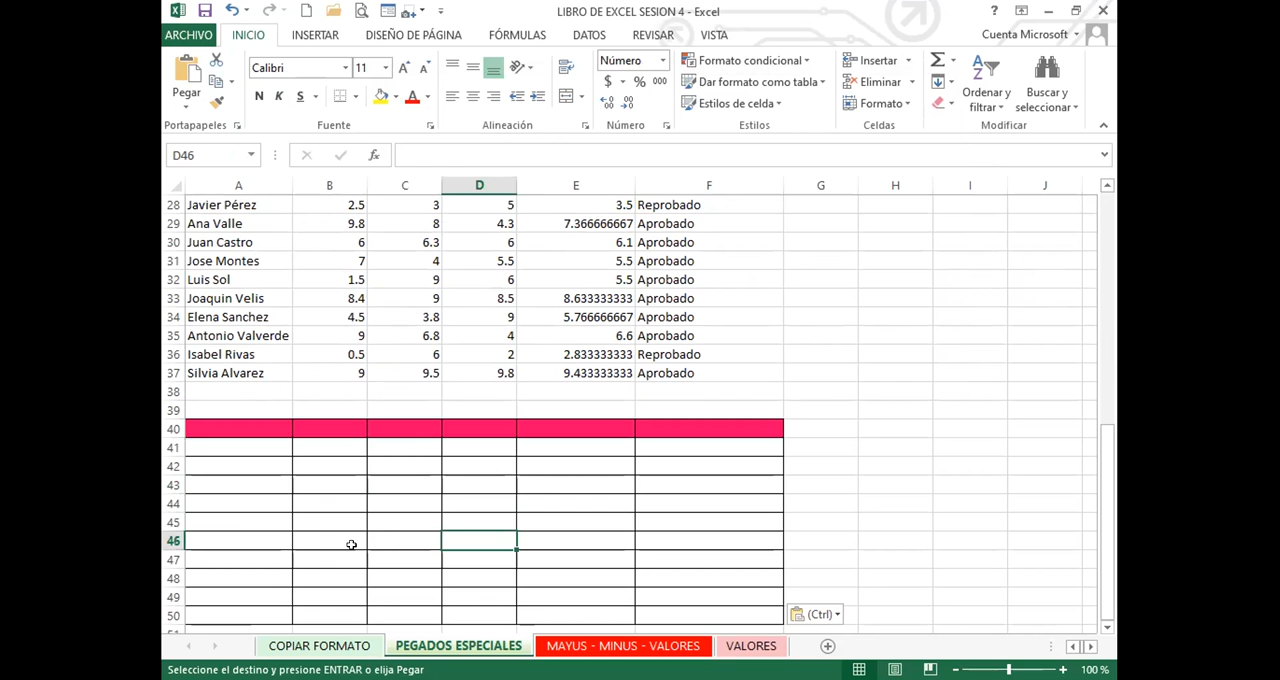 LIBRO DE EXCEL SESION 4 - Excel
?
ARCHIVO INICIO INSERTAR DISEÑO DE PÁGINA FÓRMULAS DATOS REVISAR VISTA Cuenta Microsoft
Pegar
Calibri 11
N K S A
Número
$ % 000
Formato condicional
Dar formato como tabla
Estilos de celda
Insertar
Eliminar
Formato
Ordenar y
filtrar
Buscar y
seleccionar
Portapapeles Fuente Alineación Número Estilos Celdas Modificar
D46 fx
A B C D E F G H I J
28 Javier Pérez 2.5 3 5 3.5 Reprobado
29 Ana Valle 9.8 8 4.3 7.366666667 Aprobado
30 Juan Castro 6 6.3 6 6.1 Aprobado
31 Jose Montes 7 4 5.5 5.5 Aprobado
32 Luis Sol 1.5 9 6 5.5 Aprobado
33 Joaquin Velis 8.4 9 8.5 8.633333333 Aprobado
34 Elena Sanchez 4.5 3.8 9 5.766666667 Aprobado
35 Antonio Valverde 9 6.8 4 6.6 Aprobado
36 Isabel Rivas 0.5 6 2 2.833333333 Reprobado
37 Silvia Alvarez 9 9.5 9.8 9.433333333 Aprobado
38
39
40
41
42
43
44
45
46
47
48
49
50 (Ctrl)
COPIAR FORMATO PEGADOS ESPECIALES MAYUS - MINUS - VALORES VALORES
Seleccione el destino y presione ENTRAR o elija Pegar 100 %